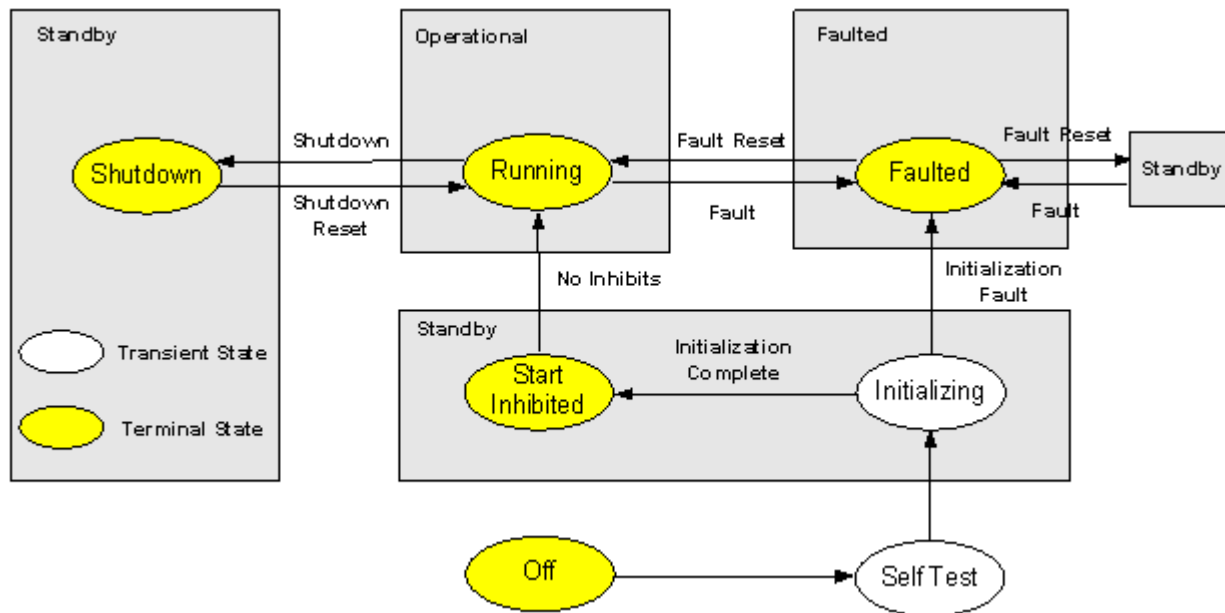 Standby
Operational
Faulted
Shutdown
Shutdown
Shutdown
Reset
Running
Fault Reset
Fault
Faulted
Fault Reset
Fault
Standby
No Inhibits
Initialization
Fault
Transient State
Terminal State
Standby
Start
Inhibited
Initialization
Complete
Initializing
Off
Self Test